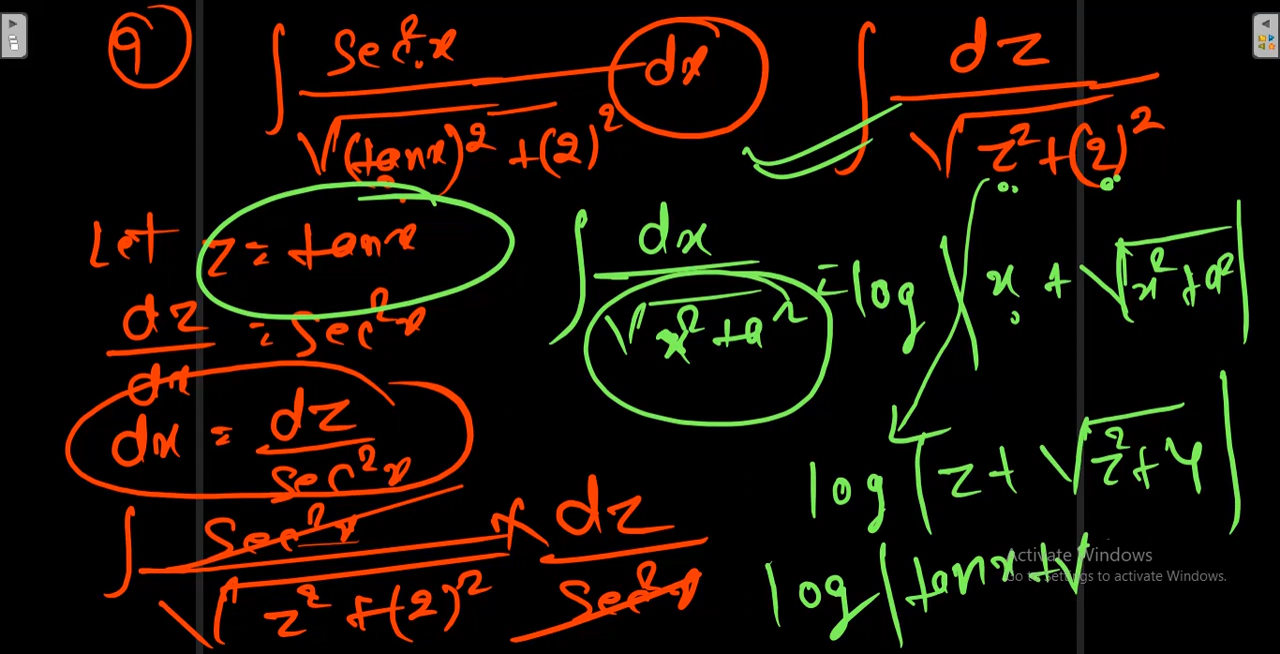 9 ∫ sec²x / √((tanx)² + (2)²) dx
∫ dz / √(z² + (2)²)
Let z = tanx
dz/dx = sec²x
dx = dz / sec²x
∫ sec²x / √(z² + (2)²) × dz / sec²x
∫ dx / √(x² + a²) = log | x + √(x² + a²) |
log | z + √(z² + 4) |
log | tanx + √
Activate Windows
Go to Settings to activate Windows.